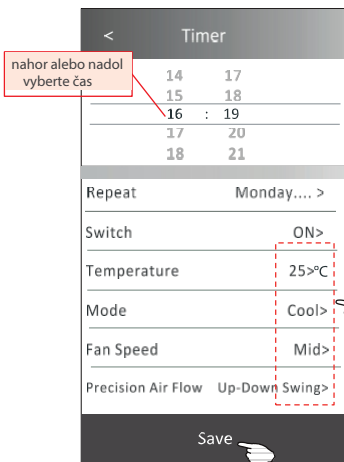 < Timer
nahor alebo nadol
vyberte čas
14 17
15 18
16 : 19
17 20
18 21
Repeat Monday.... >
Switch ON>
Temperature 25>°C
Mode Cool>
Fan Speed Mid>
Precision Air Flow Up-Down Swing>
Save